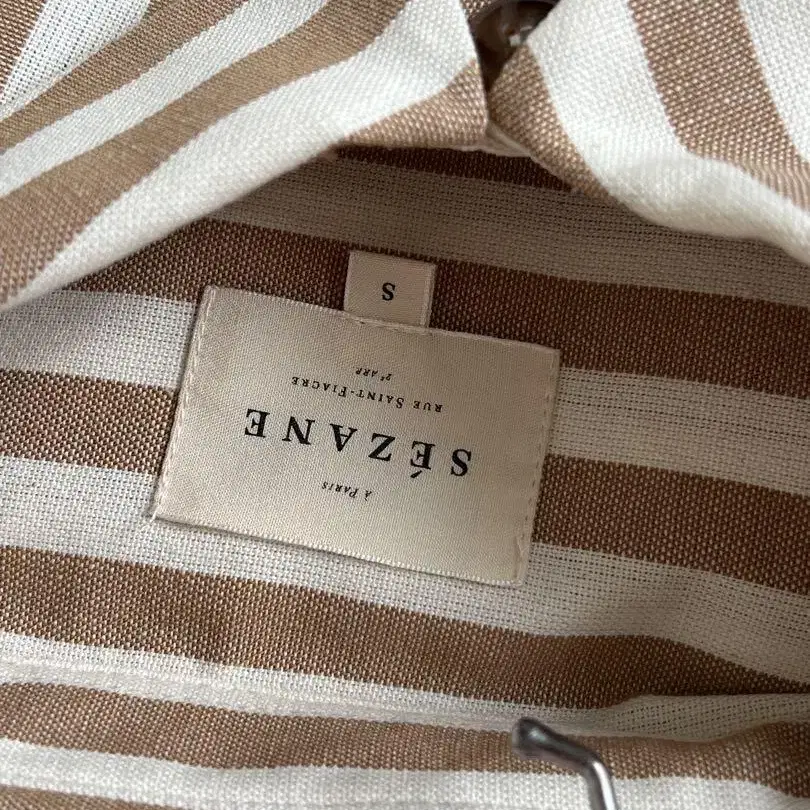 À PARIS
SÉZANE
RUE SAINT-FIACRE
2ᵉ ARR
S